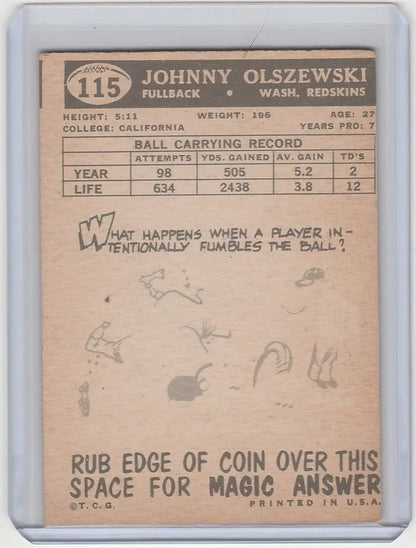 115 JOHNNY OLSZEWSKI
FULLBACK • WASH. REDSKINS
HEIGHT: 5:11 WEIGHT: 196 AGE: 27
COLLEGE: CALIFORNIA YEARS PRO: 7
BALL CARRYING RECORD
ATTEMPTS YDS. GAINED AV. GAIN TD'S
YEAR 98 505 5.2 2
LIFE 634 2438 3.8 12
WHAT HAPPENS WHEN A PLAYER IN-
TENTIONALLY FUMBLES THE BALL?
RUB EDGE OF COIN OVER THIS
SPACE FOR MAGIC ANSWER
©T.C.G. PRINTED IN U.S.A.